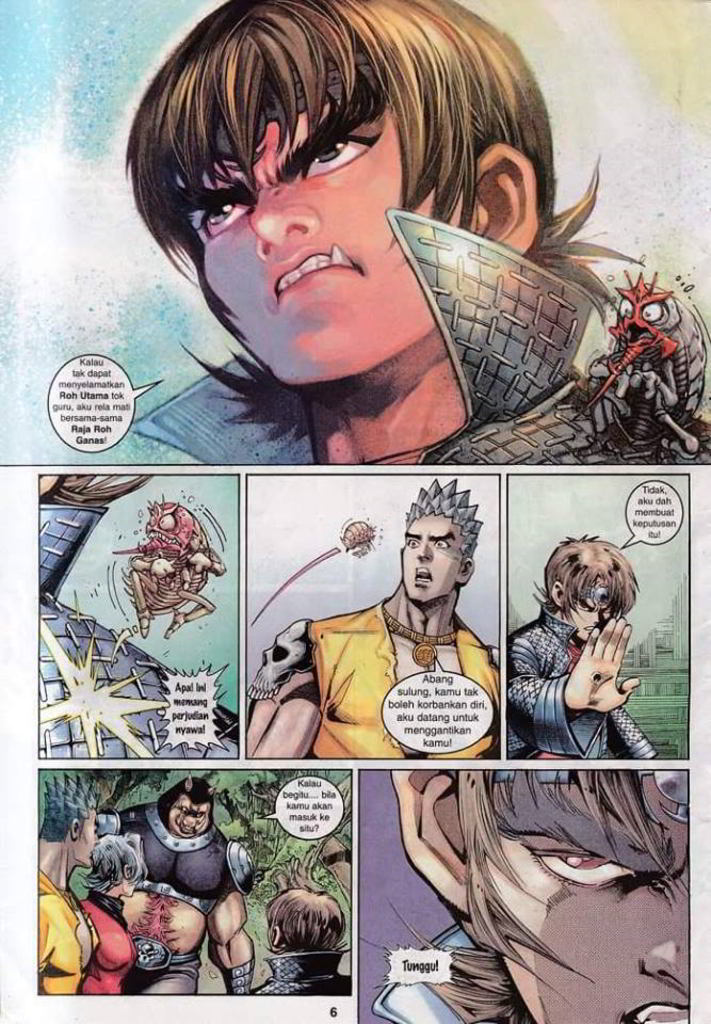 Kalau
tak dapat
menyelamatkan
Roh Utama tok
guru, aku rela mati
bersama-sama
Raja Roh
Ganas!
Apa! Ini
memang
perjudian
nyawa!
Abang
sulung, kamu tak
boleh korbankan diri,
aku datang untuk
menggantikan
kamu!
Tidak,
aku dah
membuat
keputusan
itu!
Kalau
begitu.... bila
kamu akan
masuk ke
situ?
Tunggu!
6